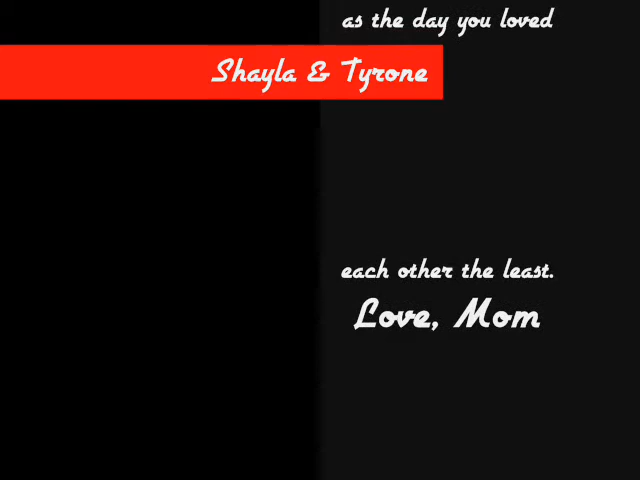 as the day you loved
Shayla & Tyrone
each other the least.
Love, Mom